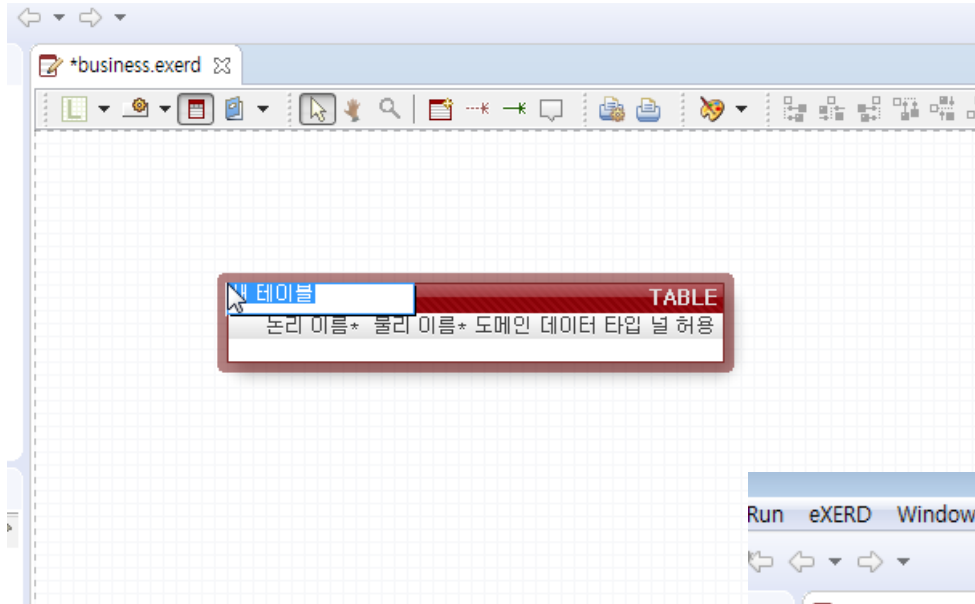 *business.exerd
테이블
TABLE
논리 이름* 물리 이름* 도메인 데이터 타입 널 허용
Run eXERD Window